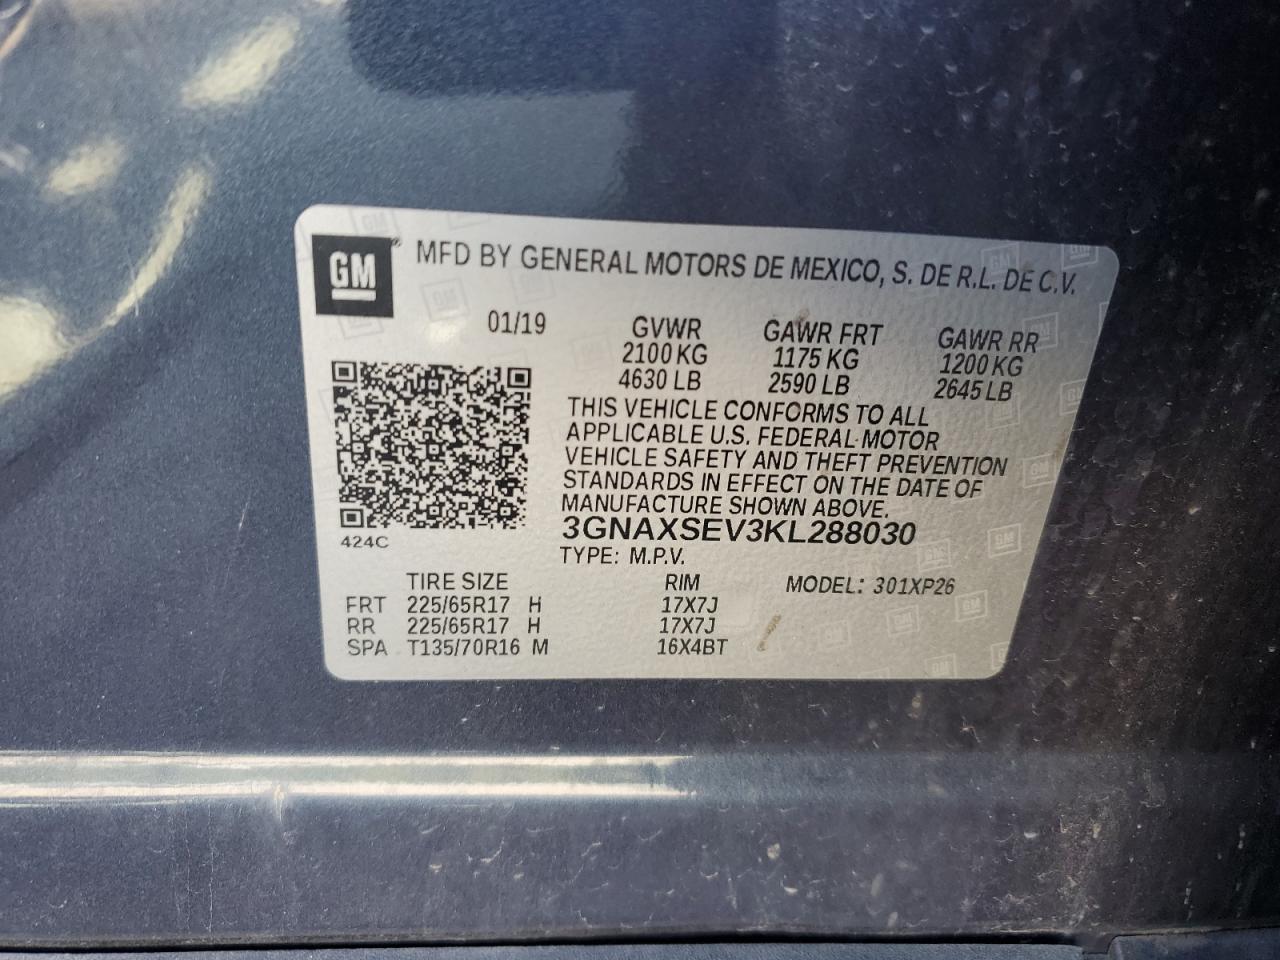 GM®
MFD BY GENERAL MOTORS DE MEXICO, S. DE R.L. DE C.V.
01/19 GVWR GAWR FRT GAWR RR
2100 KG 1175 KG 1200 KG
4630 LB 2590 LB 2645 LB
THIS VEHICLE CONFORMS TO ALL
APPLICABLE U.S. FEDERAL MOTOR
VEHICLE SAFETY AND THEFT PREVENTION
STANDARDS IN EFFECT ON THE DATE OF
MANUFACTURE SHOWN ABOVE.
3GNAXSEV3KL288030
424C
TYPE: M.P.V.
TIRE SIZE RIM MODEL: 301XP26
FRT 225/65R17 H 17X7J
RR 225/65R17 H 17X7J
SPA T135/70R16 M 16X4BT